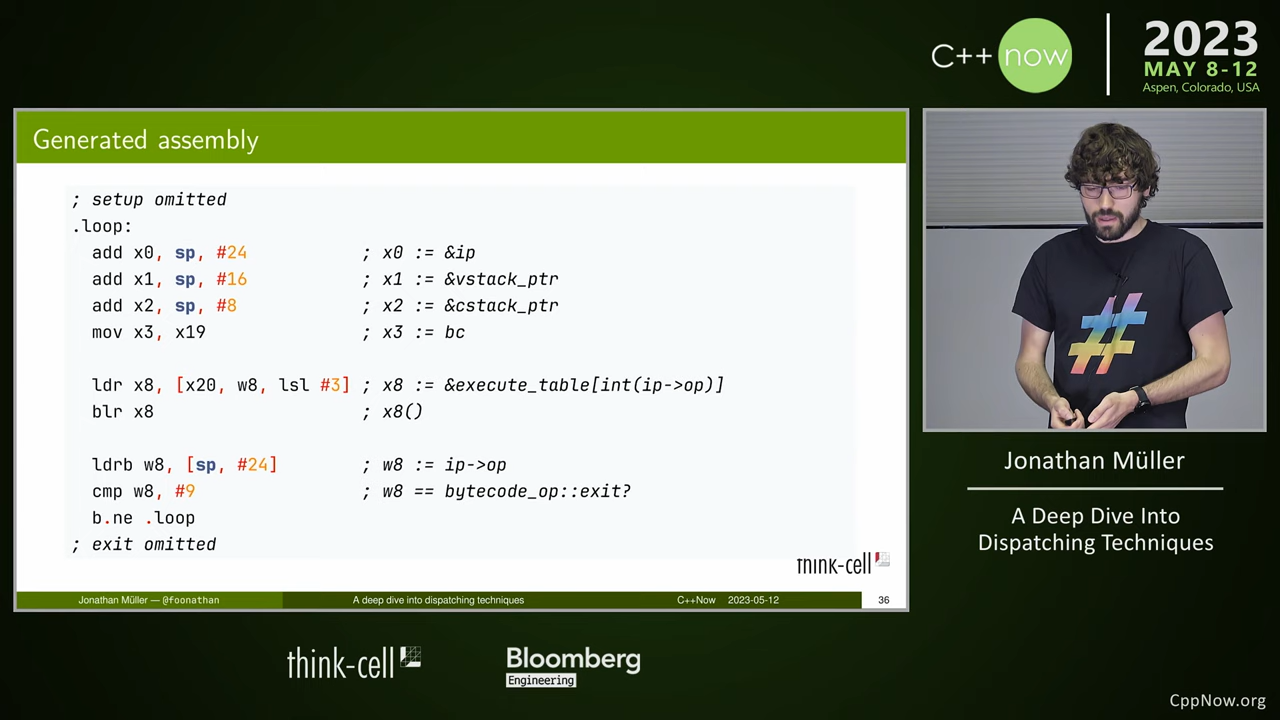 C++ now
2023
MAY 8-12
Aspen, Colorado, USA
Generated assembly
; setup omitted
.loop:
add x0, sp, #24 ; x0 := &ip
add x1, sp, #16 ; x1 := &vstack_ptr
add x2, sp, #8 ; x2 := &cstack_ptr
mov x3, x19 ; x3 := bc
ldr x8, [x20, w8, lsl #3] ; x8 := &execute_table[int(ip->op)]
blr x8 ; x8()
ldrb w8, [sp, #24] ; w8 := ip->op
cmp w8, #9 ; w8 == bytecode_op::exit?
b.ne .loop
; exit omitted
think-cell
Jonathan Müller — @foonathan A deep dive into dispatching techniques C++Now 2023-05-12 36
#
Jonathan Müller
A Deep Dive Into
Dispatching Techniques
think-cell
Bloomberg
Engineering
CppNow.org